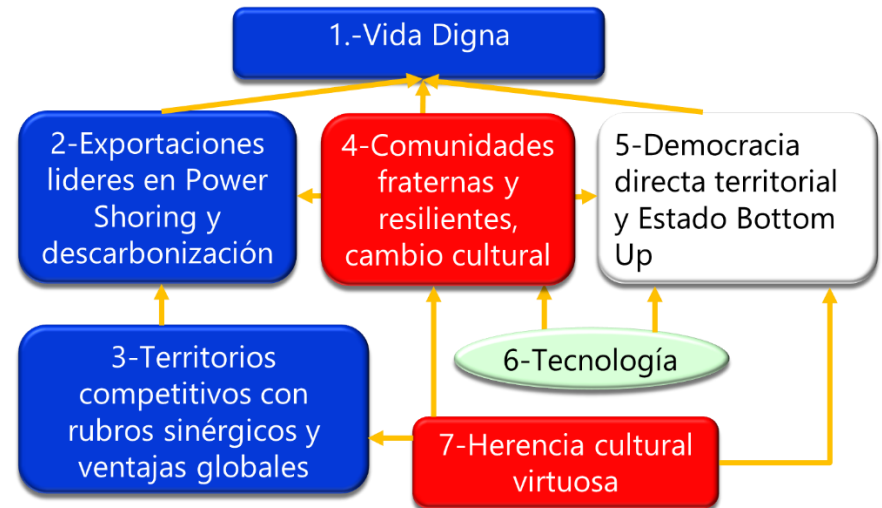 1.-Vida Digna
2-Exportaciones
lideres en Power
Shoring y
descarbonización
4-Comunidades
fraternas y
resilientes,
cambio cultural
5-Democracia
directa territorial
y Estado Bottom
Up
3-Territorios
competitivos con
rubros sinérgicos y
ventajas globales
6-Tecnología
7-Herencia cultural
virtuosa